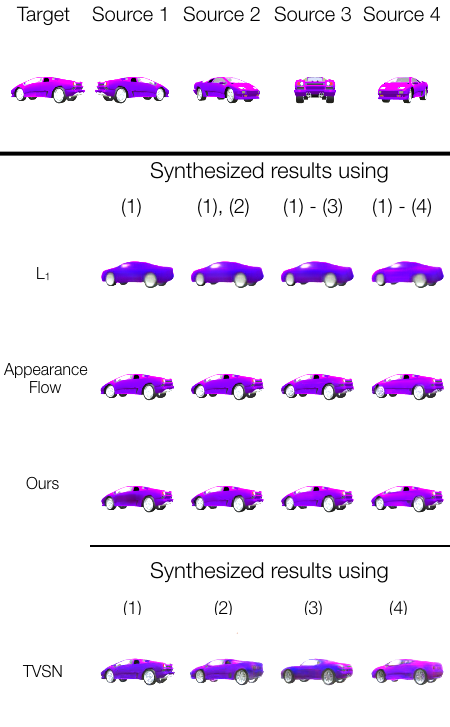 Target Source 1 Source 2 Source 3 Source 4
Synthesized results using
(1) (1), (2) (1) - (3) (1) - (4)
L₁
Appearance
Flow
Ours
Synthesized results using
(1) (2) (3) (4)
TVSN